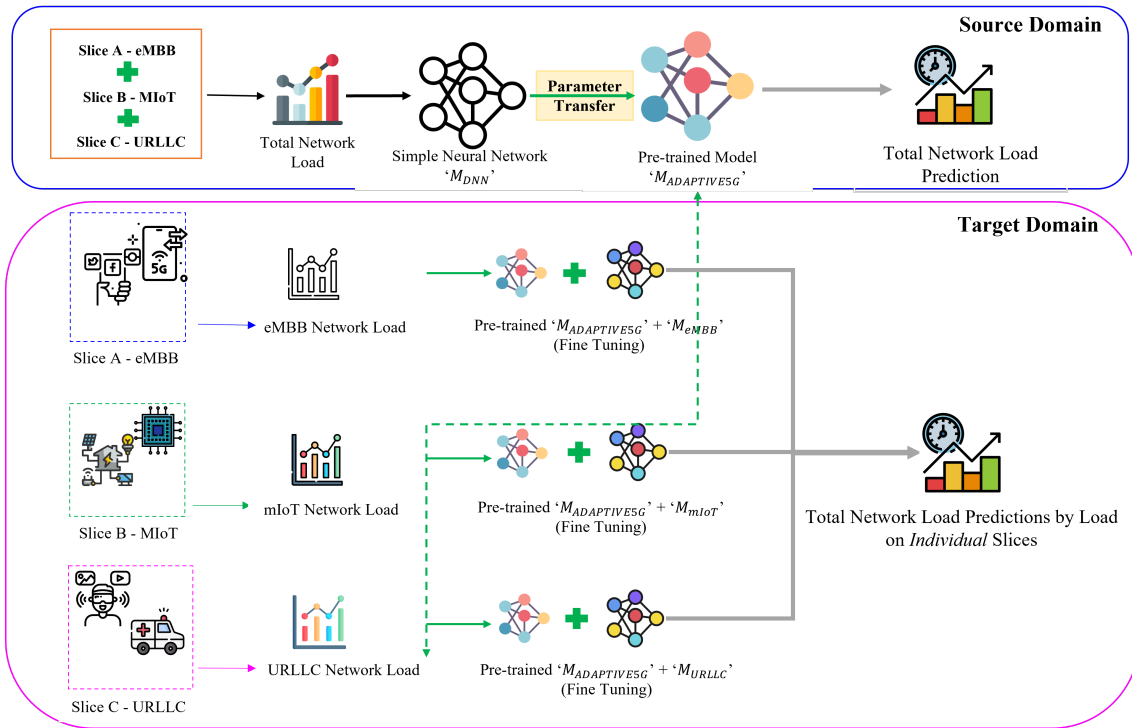 Source Domain
Slice A - eMBB
Slice B - MIoT
Slice C - URLLC
Total Network
Load
Simple Neural Network
‘M_DNN’
Parameter
Transfer
Pre-trained Model
‘M_ADAPTIVE5G’
Total Network Load
Prediction
Target Domain
5G
Slice A - eMBB
eMBB Network Load
Pre-trained ‘M_ADAPTIVE5G’ + ‘M_eMBB’
(Fine Tuning)
Slice B - MIoT
mIoT Network Load
Pre-trained ‘M_ADAPTIVE5G’ + ‘M_mIoT’
(Fine Tuning)
Total Network Load Predictions by Load
on Individual Slices
Slice C - URLLC
URLLC Network Load
Pre-trained ‘M_ADAPTIVE5G’ + ‘M_URLLC’
(Fine Tuning)